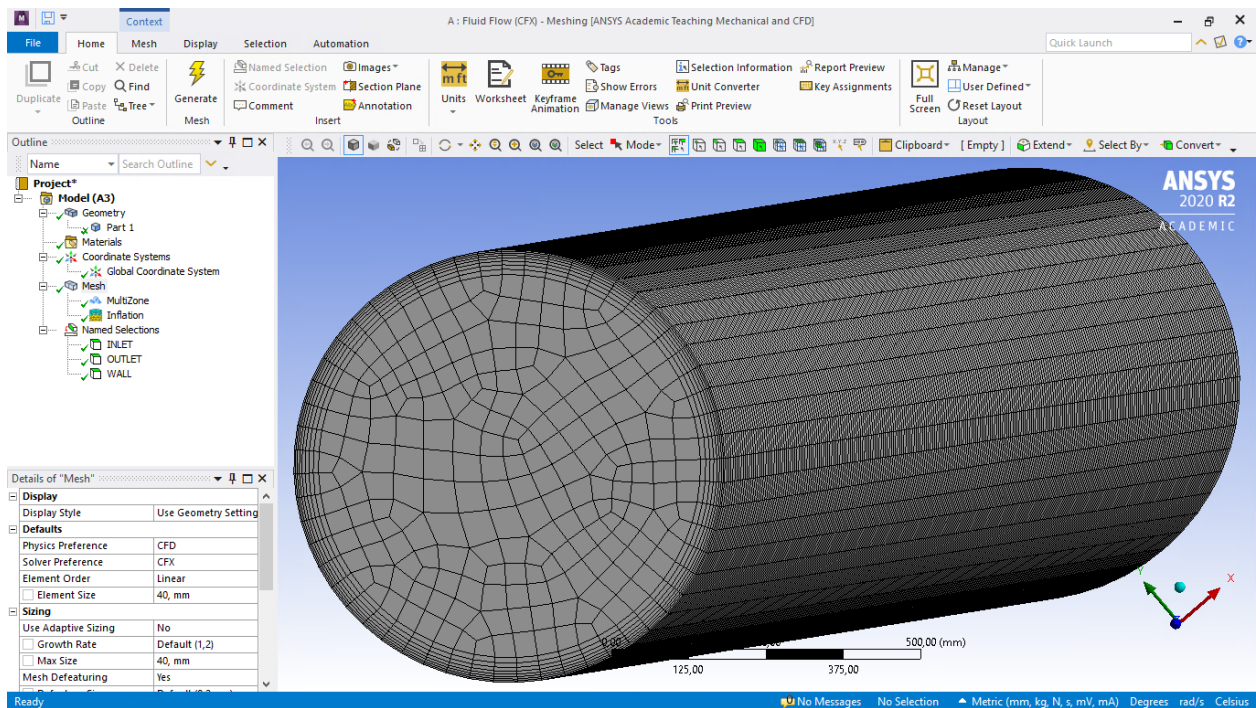 Context
A : Fluid Flow (CFX) - Meshing [ANSYS Academic Teaching Mechanical and CFD]
File Home Mesh Display Selection Automation
Quick Launch
Duplicate
Cut
Copy
Paste
Delete
Find
Tree
Outline
Generate
Mesh
Named Selection
Coordinate System
Comment
Images
Section Plane
Annotation
Insert
Units
Worksheet
Keyframe
Animation
Tags
Show Errors
Manage Views
Selection Information
Unit Converter
Print Preview
Report Preview
Key Assignments
Tools
Full
Screen
Manage
User Defined
Reset Layout
Layout
Outline
Name Search Outline
Select Mode Clipboard [ Empty ] Extend Select By Convert
Project*
Model (A3)
Geometry
Part 1
Materials
Coordinate Systems
Global Coordinate System
Mesh
MultiZone
Inflation
Named Selections
INLET
OUTLET
WALL
ANSYS
2020 R2
ACADEMIC
Details of "Mesh"
Display
Display Style Use Geometry Setting
Defaults
Physics Preference CFD
Solver Preference CFX
Element Order Linear
Element Size 40, mm
Sizing
Use Adaptive Sizing No
Growth Rate Default (1,2)
Max Size 40, mm
Mesh Defeaturing Yes
500,00 (mm)
125,00 375,00
Y
X
Ready
0 No Messages No Selection Metric (mm, kg, N, s, mV, mA) Degrees rad/s Celsius